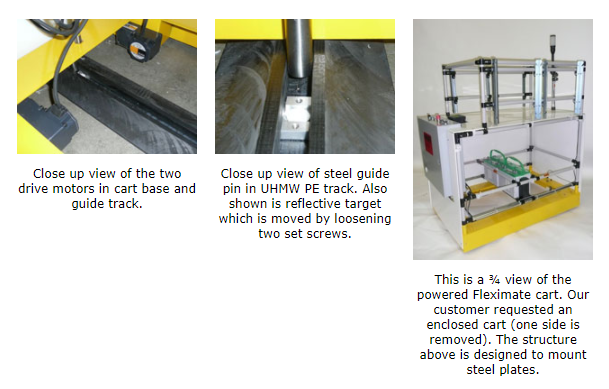 Close up view of the two
drive motors in cart base and
guide track.
Close up view of steel guide
pin in UHMW PE track. Also
shown is reflective target
which is moved by loosening
two set screws.
This is a ¾ view of the
powered Fleximate cart. Our
customer requested an
enclosed cart (one side is
removed). The structure
above is designed to mount
steel plates.